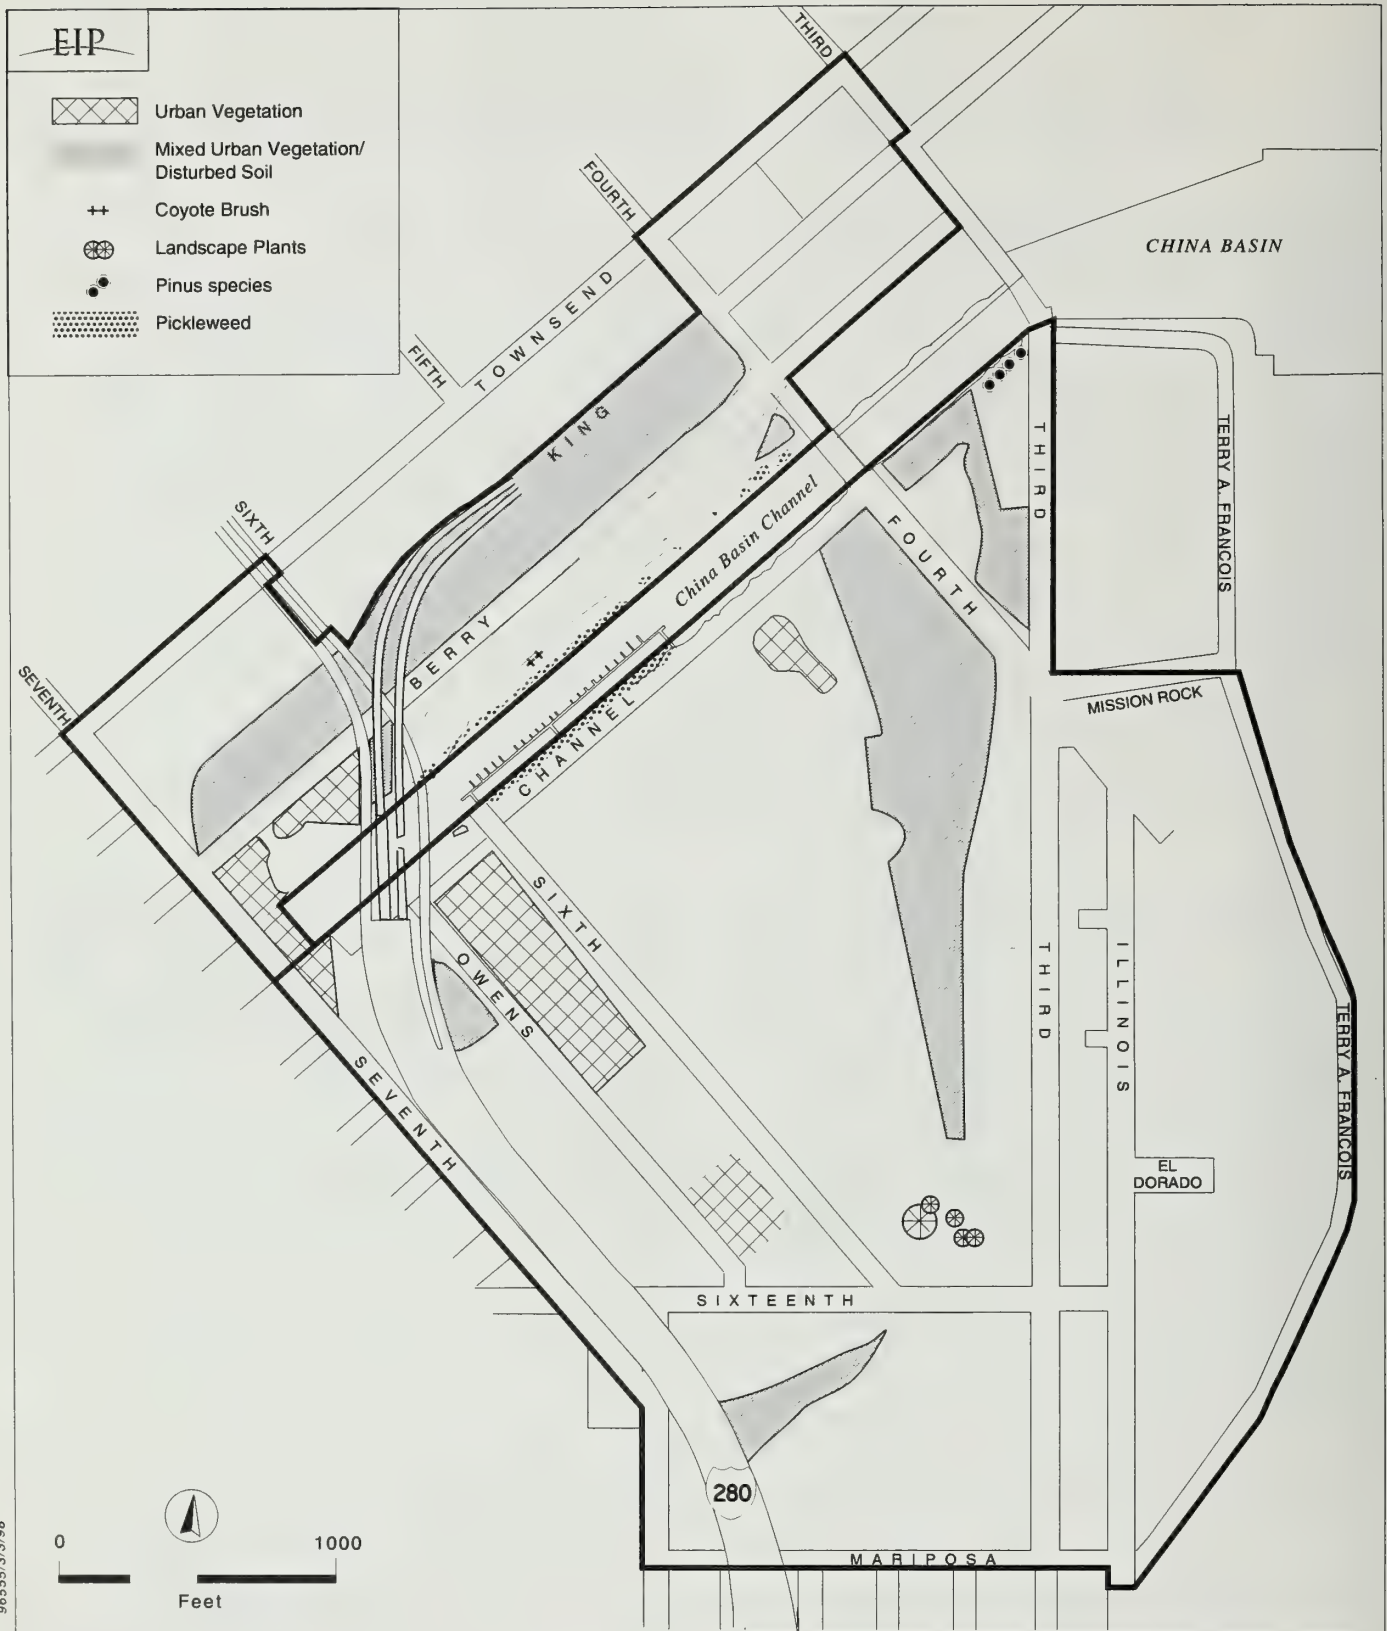 EIP
Urban Vegetation
Mixed Urban Vegetation/
Disturbed Soil
Coyote Brush
Landscape Plants
Pinus species
Pickleweed
THIRD
FOURTH
CHINA BASIN
TOWNSEND
FIFTH
KING
THIRD
TERRY A. FRANCOIS
China Basin Channel
FOURTH
SIXTH
BERRY
SEVENTH
MISSION ROCK
CHANNEL
SIXTH
OWENS
THIRD
ILLINOIS
TERRY A. FRANCOIS
SEVENTH
EL
DORADO
SIXTEENTH
280
MARIPOSA
0 1000
Feet